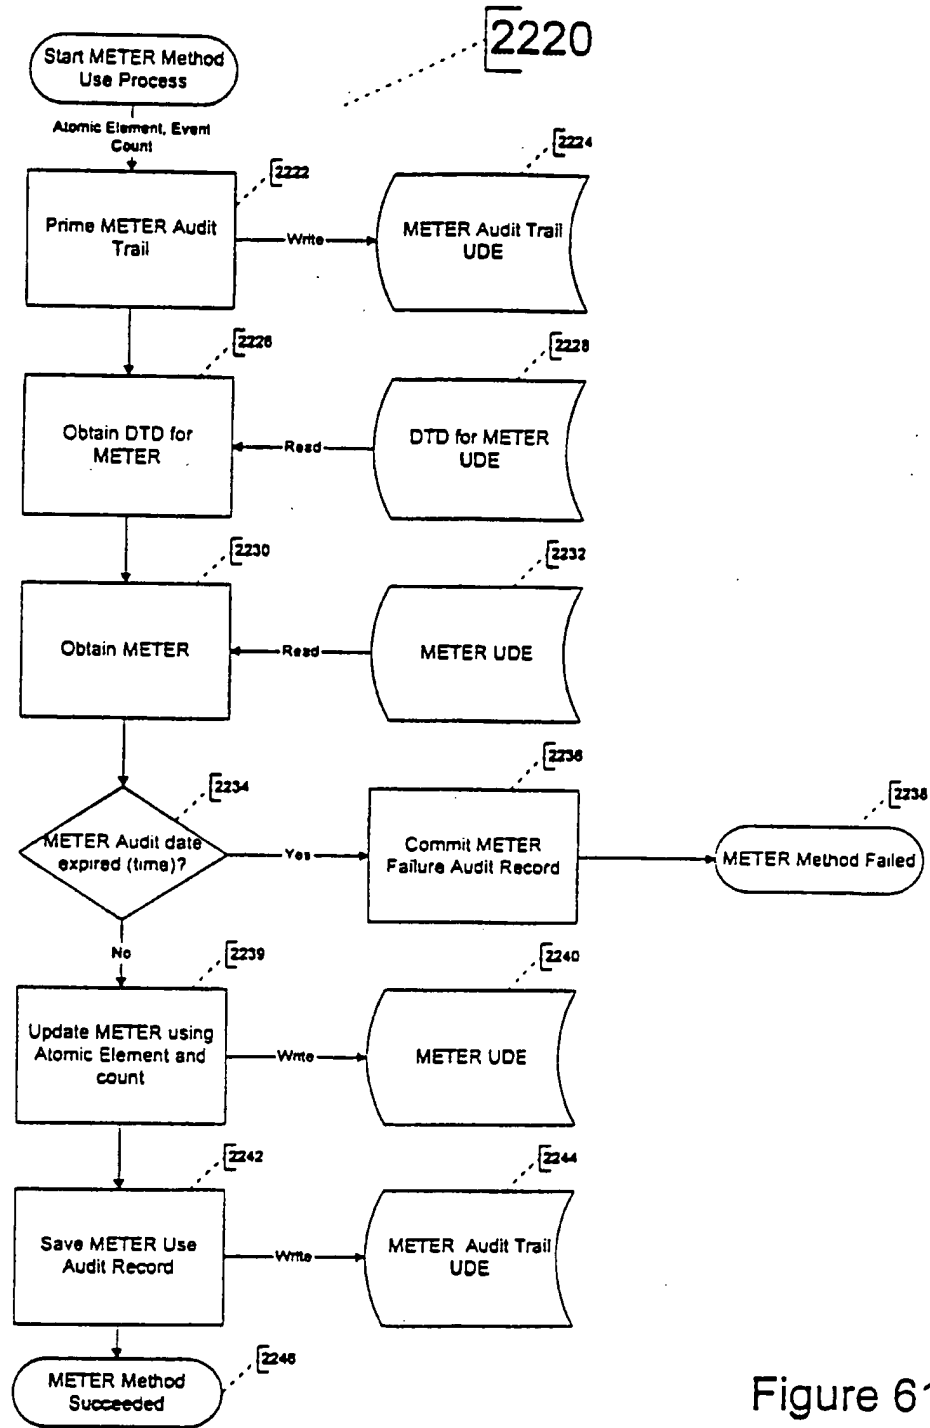 2220
Start METER Method
Use Process
Atomic Element, Event
Count
2222
2224
Prime METER Audit
Trail
Write
METER Audit Trail
UDE
2226
2228
Obtain DTD for
METER
Read
DTD for METER
UDE
2230
2232
Obtain METER
Read
METER UDE
2234
2236
2238
METER Audit date
expired (time)?
Yes
Commit METER
Failure Audit Record
METER Method Failed
No
2239
2240
Update METER using
Atomic Element and
count
Write
METER UDE
2242
2244
Save METER Use
Audit Record
Write
METER Audit Trail
UDE
2246
METER Method
Succeeded
Figure 61